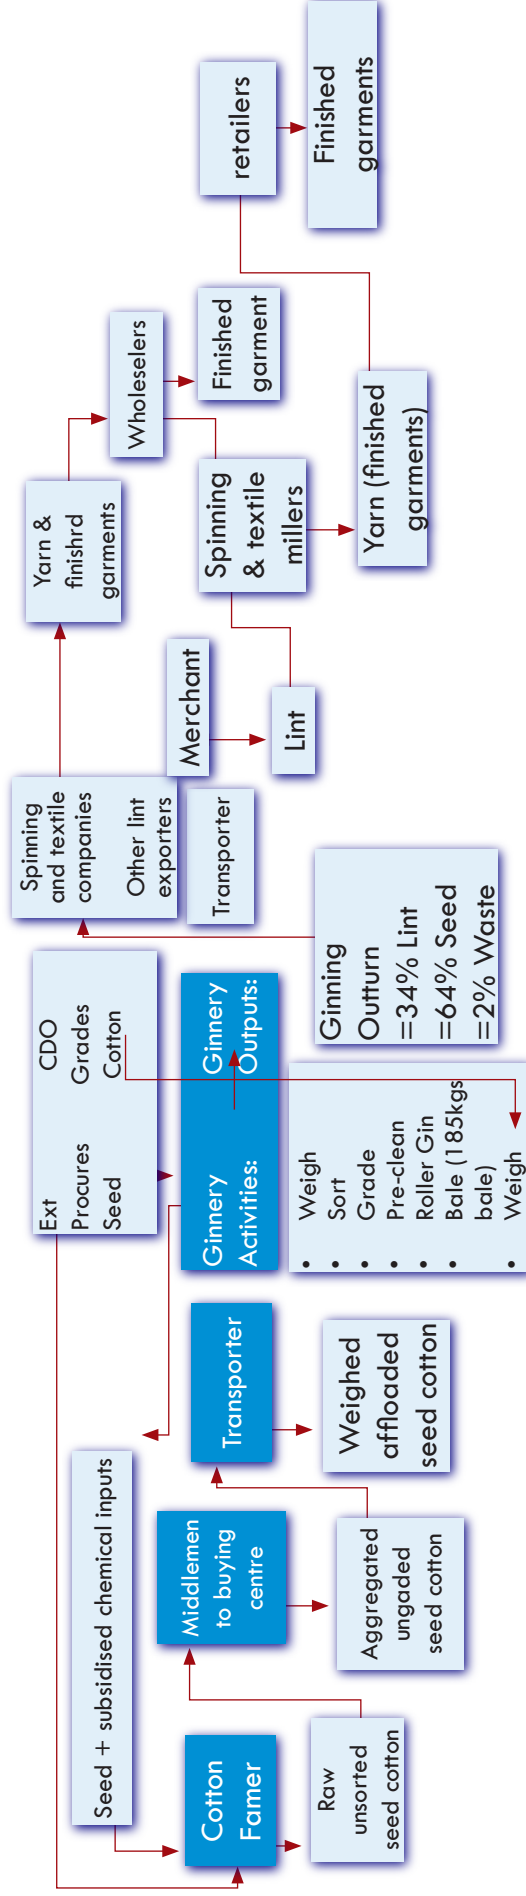 Seed + subsidised chemical inputs
Cotton
Famer
Raw
unsorted
seed cotton
Middlemen
to buying
centre
Aggregated
ungaded
seed cotton
Transporter
Weighed
affloaded
seed cotton
Ext
Procures
Seed
CDO
Grades
Cotton
Ginnery
Activities:
Ginnery
Outputs:
• Weigh
• Sort
• Grade
• Pre-clean
• Roller Gin
• Bale (185kgs
bale)
• Weigh
Ginning
Outturn
=34% Lint
=64% Seed
=2% Waste
Spinning
and textile
companies
Other lint
exporters
Transporter
Merchant
Lint
Yarn &
finishrd
garments
Wholeselers
Finished
garment
Spinning
& textile
millers
Yarn (finished
garments)
retailers
Finished
garments